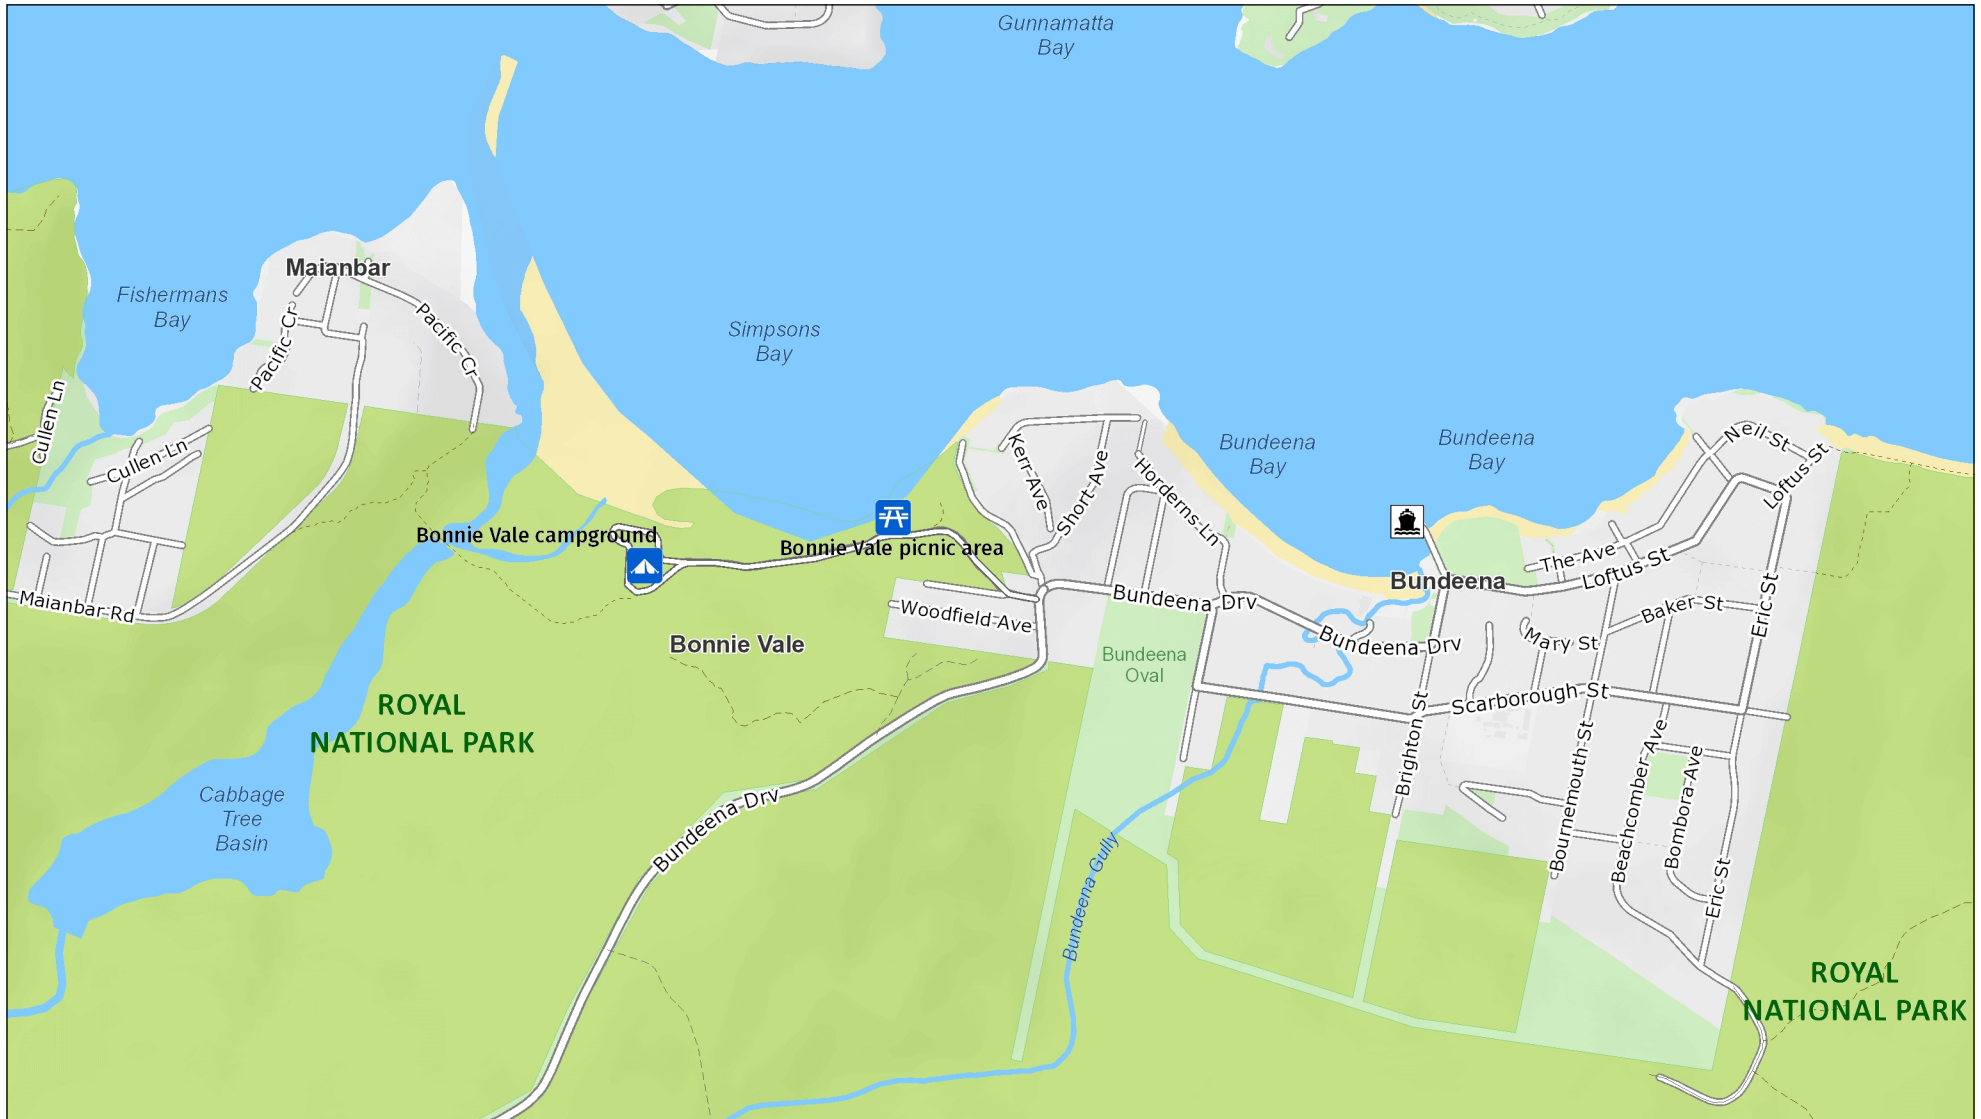 Gunnamatta
Bay
Maianbar
Fishermans
Bay
Pacific Cr
Pacific Cr
Simpsons
Bay
Cullen Ln
Cullen Ln
Kerr Ave
Short Ave
Horderns Ln
Bundeena
Bay
Bundeena
Bay
Neil St
Loftus St
Bonnie Vale campground
Bonnie Vale picnic area
The Ave
Loftus St
Bundeena
Maianbar Rd
Woodfield Ave
Bundeena Drv
Bundeena Drv
Baker St
Eric St
Mary St
Bonnie Vale
Bundeena
Oval
ROYAL
NATIONAL PARK
Scarborough St
Brighton St
Bournemouth St
Beachcomber Ave
Bombora Ave
Cabbage
Tree
Basin
Bundeena Drv
Bundeena Gully
Eric St
ROYAL
NATIONAL PARK